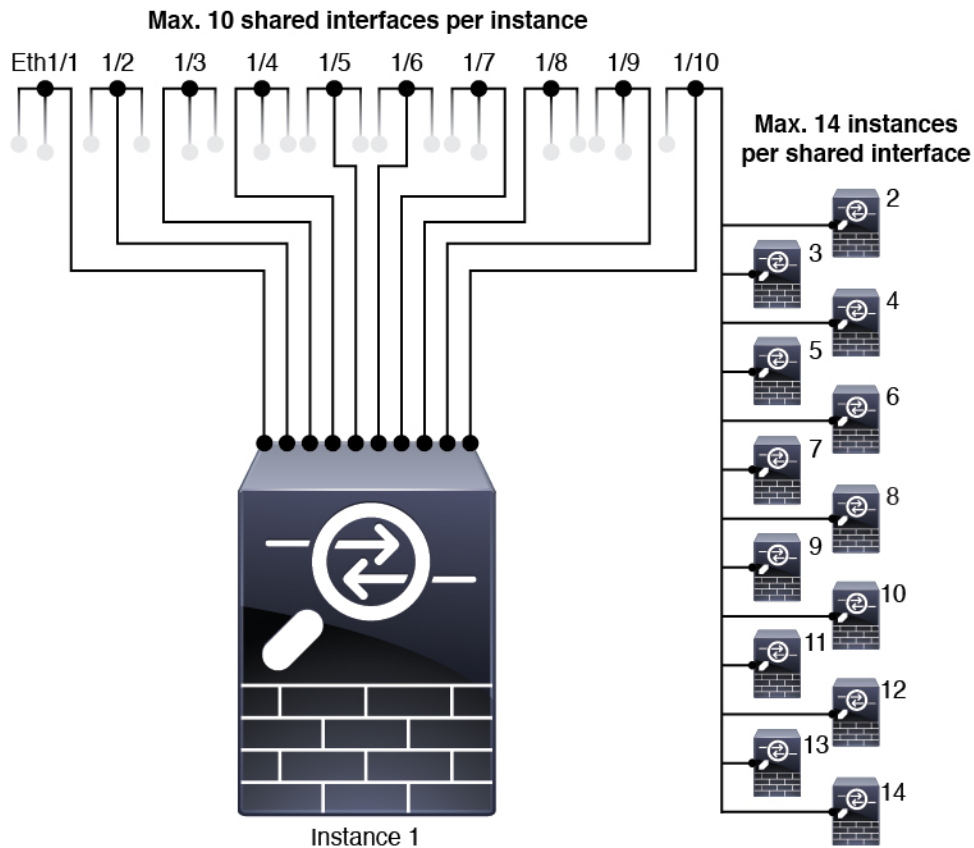 Max. 10 shared interfaces per instance
Eth1/1 1/2 1/3 1/4 1/5 1/6 1/7 1/8 1/9 1/10
Max. 14 instances
per shared interface
2
3
4
5
6
7
8
9
10
11
12
13
14
Instance 1